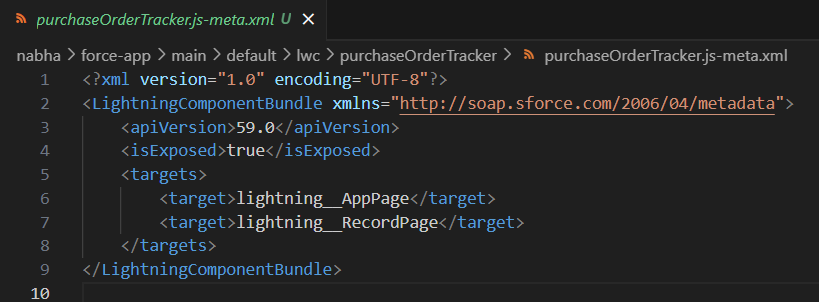 purchaseOrderTracker.js-meta.xml U ×
nabha > force-app > main > default > lwc > purchaseOrderTracker > purchaseOrderTracker.js-meta.xml
1 <?xml version="1.0" encoding="UTF-8"?>
2 <LightningComponentBundle xmlns="http://soap.sforce.com/2006/04/metadata">
3     <apiVersion>59.0</apiVersion>
4     <isExposed>true</isExposed>
5     <targets>
6         <target>lightning__AppPage</target>
7         <target>lightning__RecordPage</target>
8     </targets>
9 </LightningComponentBundle>
10